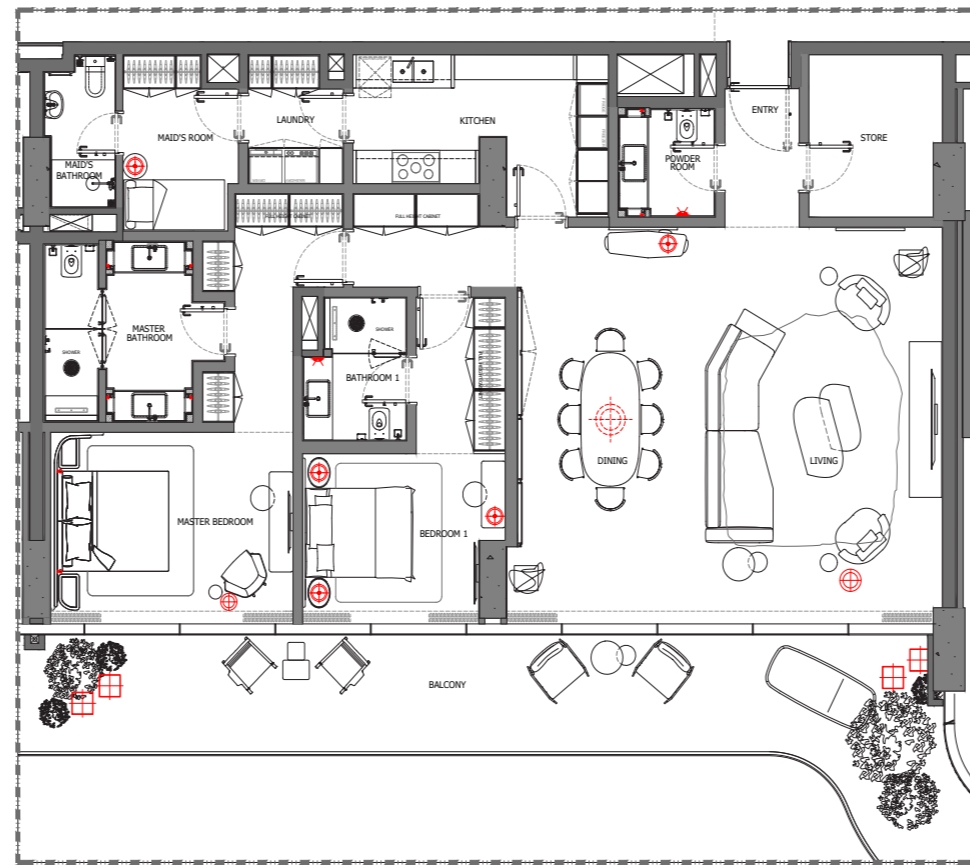 ENTRY
KITCHEN
LAUNDRY
MAID'S ROOM
STORE
POWDER
ROOM
MAID'S
BATHROOM
FULL HEIGHT CABINET
FULL HEIGHT CABINET
MASTER
BATHROOM
SHOWER
SHOWER
BATHROOM 1
DINING
LIVING
MASTER BEDROOM
BEDROOM 1
BALCONY